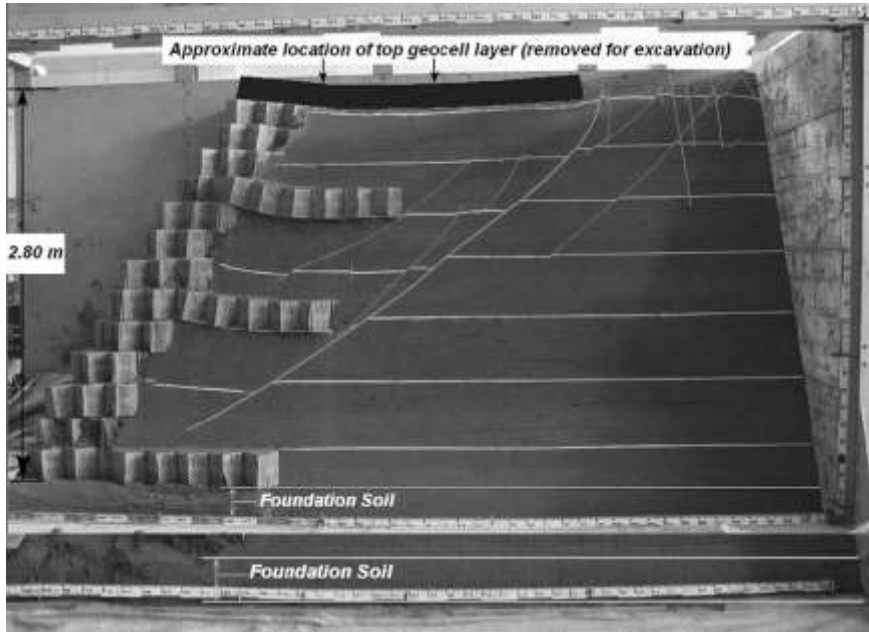 Approximate location of top geocell layer (removed for excavation)
2.80 m
Foundation Soil
Foundation Soil